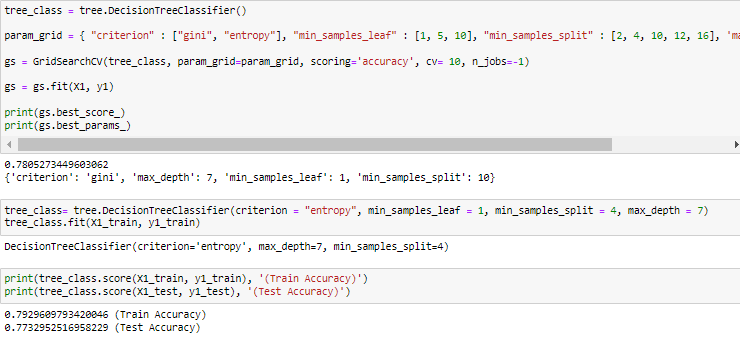 tree_class = tree.DecisionTreeClassifier()
param_grid = { "criterion" : ["gini", "entropy"], "min_samples_leaf" : [1, 5, 10], "min_samples_split" : [2, 4, 10, 12, 16], 'ma
gs = GridSearchCV(tree_class, param_grid=param_grid, scoring='accuracy', cv= 10, n_jobs=-1)
gs = gs.fit(X1, y1)
print(gs.best_score_)
print(gs.best_params_)
0.7805273449603062
{'criterion': 'gini', 'max_depth': 7, 'min_samples_leaf': 1, 'min_samples_split': 10}
tree_class= tree.DecisionTreeClassifier(criterion = "entropy", min_samples_leaf = 1, min_samples_split = 4, max_depth = 7)
tree_class.fit(X1_train, y1_train)
DecisionTreeClassifier(criterion='entropy', max_depth=7, min_samples_split=4)
print(tree_class.score(X1_train, y1_train), '(Train Accuracy)')
print(tree_class.score(X1_test, y1_test), '(Test Accuracy)')
0.7929609793420046 (Train Accuracy)
0.7732952516958229 (Test Accuracy)